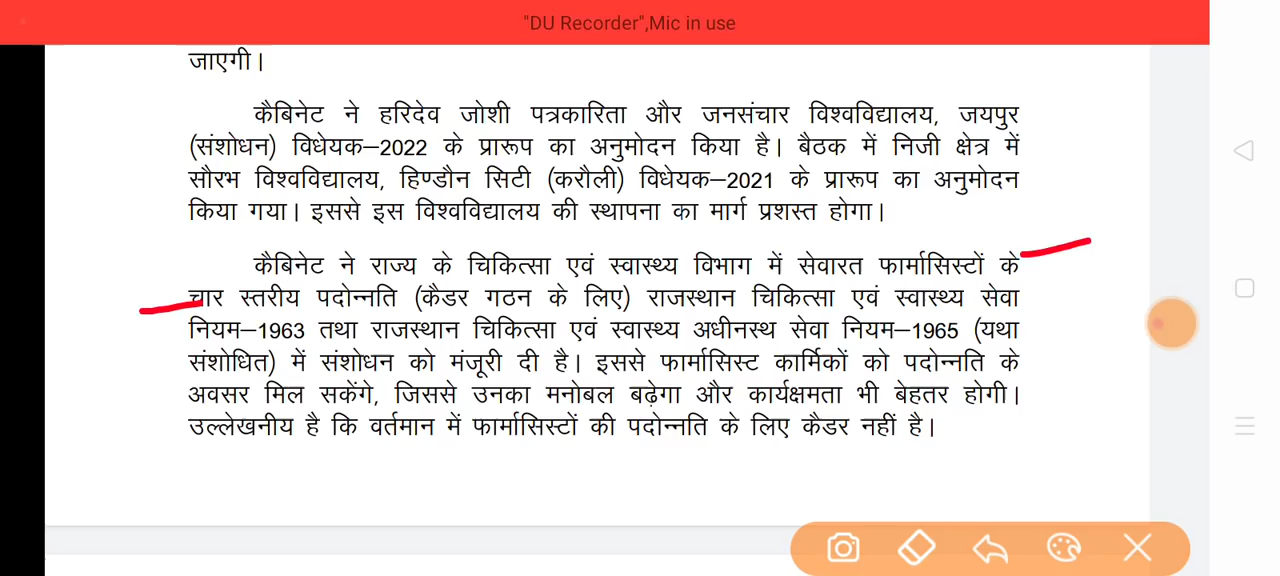 "DU Recorder",Mic in use
जाएगी।
कैबिनेट ने हरिदेव जोशी पत्रकारिता और जनसंचार विश्वविद्यालय, जयपुर
(संशोधन) विधेयक–2022 के प्रारूप का अनुमोदन किया है। बैठक में निजी क्षेत्र में
सौरभ विश्वविद्यालय, हिण्डौन सिटी (करौली) विधेयक–2021 के प्रारूप का अनुमोदन
किया गया। इससे इस विश्वविद्यालय की स्थापना का मार्ग प्रशस्त होगा।
कैबिनेट ने राज्य के चिकित्सा एवं स्वास्थ्य विभाग में सेवारत फार्मासिस्टों के
चार स्तरीय पदोन्नति (कैडर गठन के लिए) राजस्थान चिकित्सा एवं स्वास्थ्य सेवा
नियम–1963 तथा राजस्थान चिकित्सा एवं स्वास्थ्य अधीनस्थ सेवा नियम–1965 (यथा
संशोधित) में संशोधन को मंजूरी दी है। इससे फार्मासिस्ट कार्मिकों को पदोन्नति के
अवसर मिल सकेंगे, जिससे उनका मनोबल बढ़ेगा और कार्यक्षमता भी बेहतर होगी।
उल्लेखनीय है कि वर्तमान में फार्मासिस्टों की पदोन्नति के लिए कैडर नहीं है।